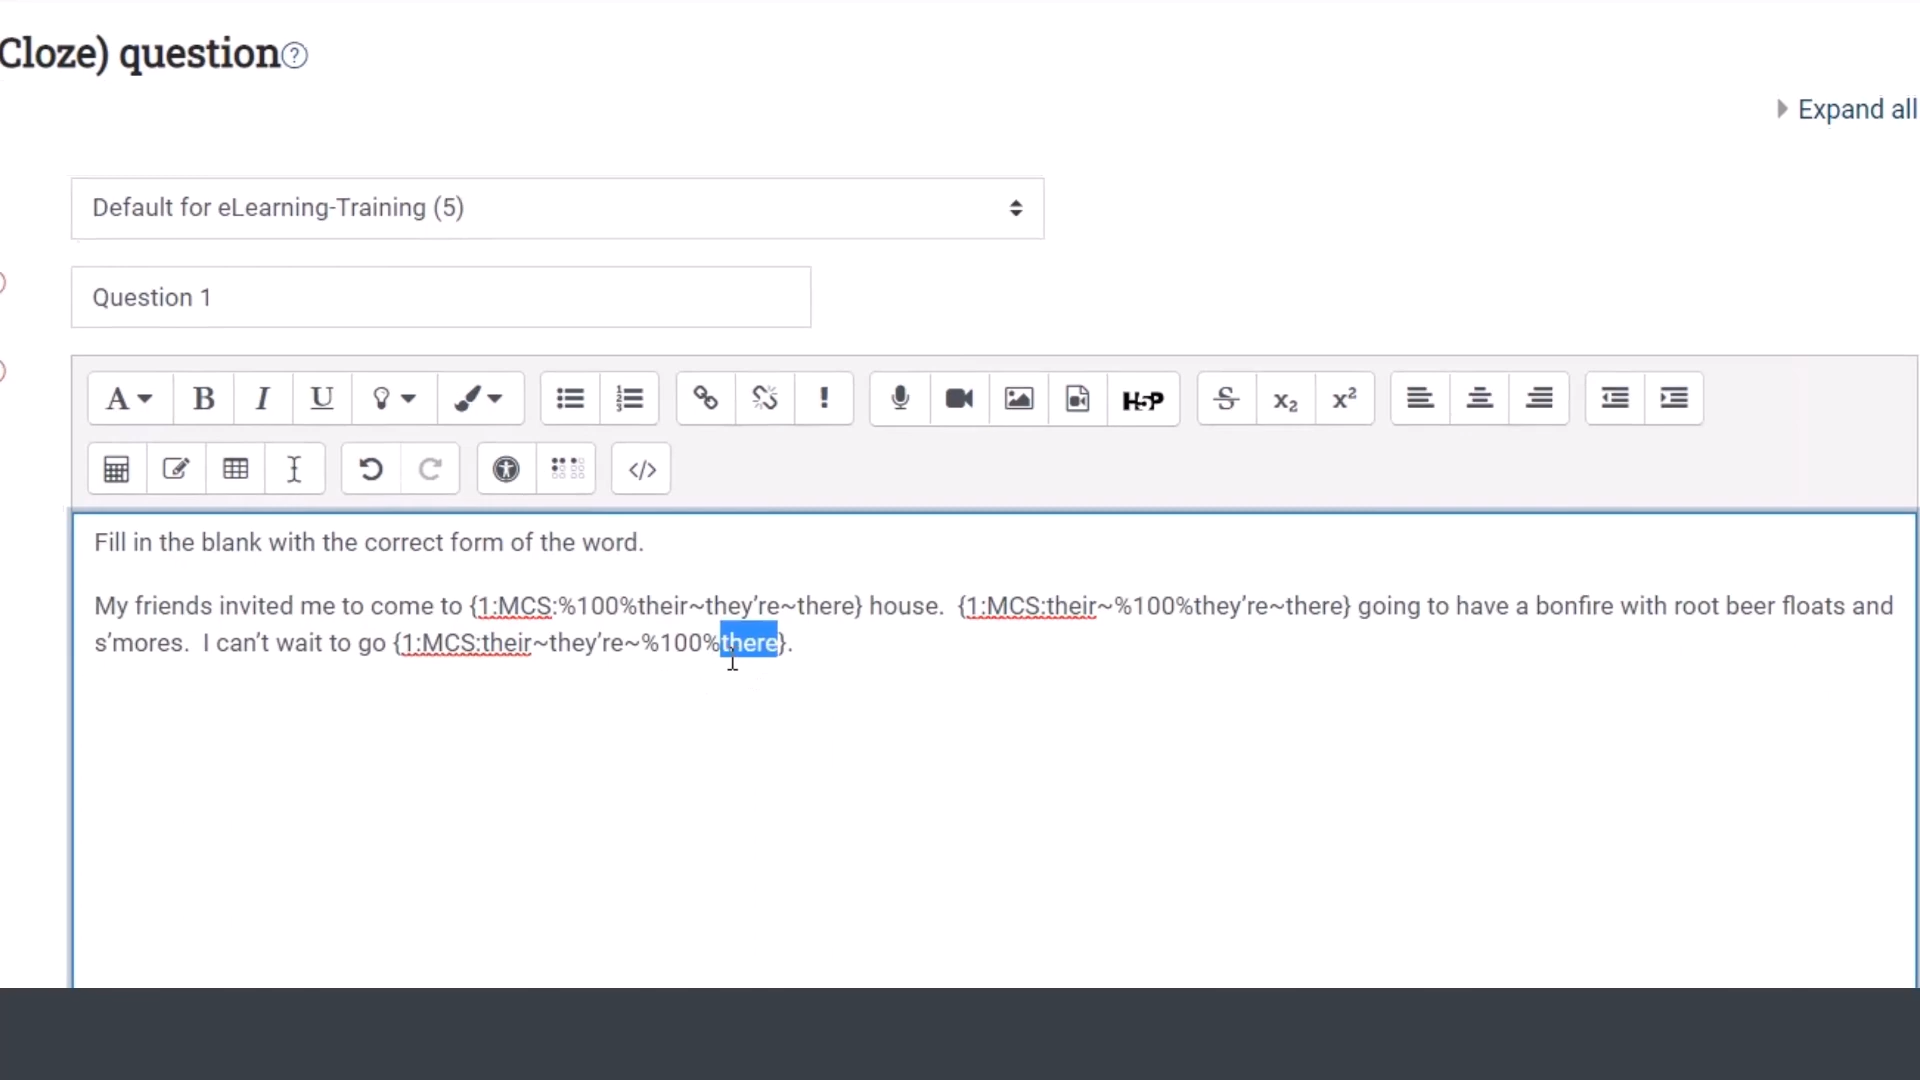 Cloze) question
Expand all
Default for eLearning-Training (5)
Question 1
A B I U H5P S x₂ x²
Fill in the blank with the correct form of the word.
My friends invited me to come to {1:MCS:%100%their~they’re~there} house.  {1:MCS:their~%100%they’re~there} going to have a bonfire with root beer floats and
s’mores.  I can’t wait to go {1:MCS:their~they’re~%100%there}.